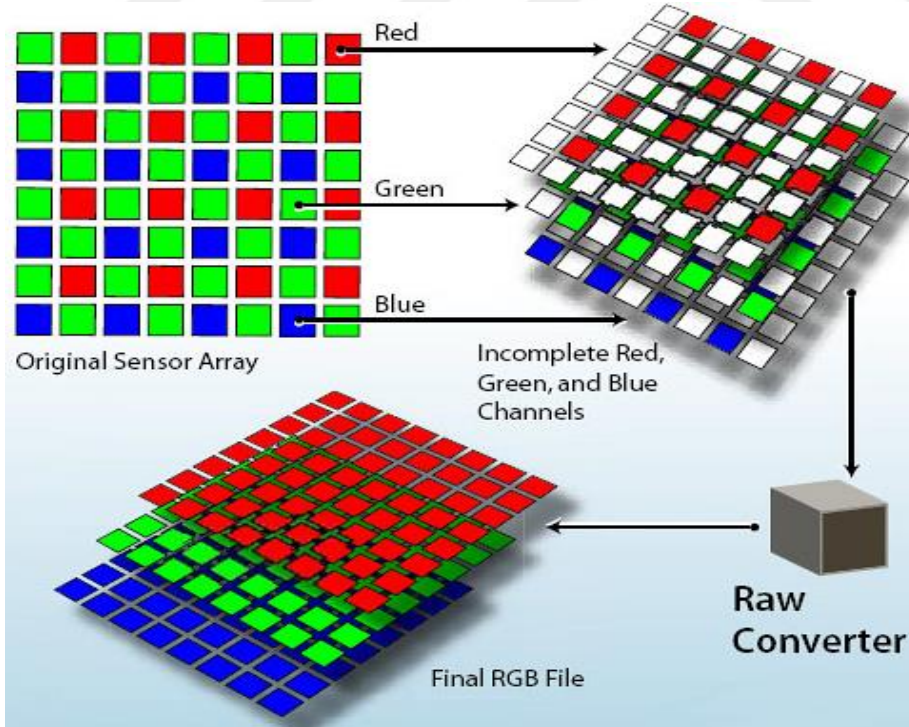 Red
Green
Blue
Original Sensor Array
Incomplete Red,
Green, and Blue
Channels
Raw
Converter
Final RGB File